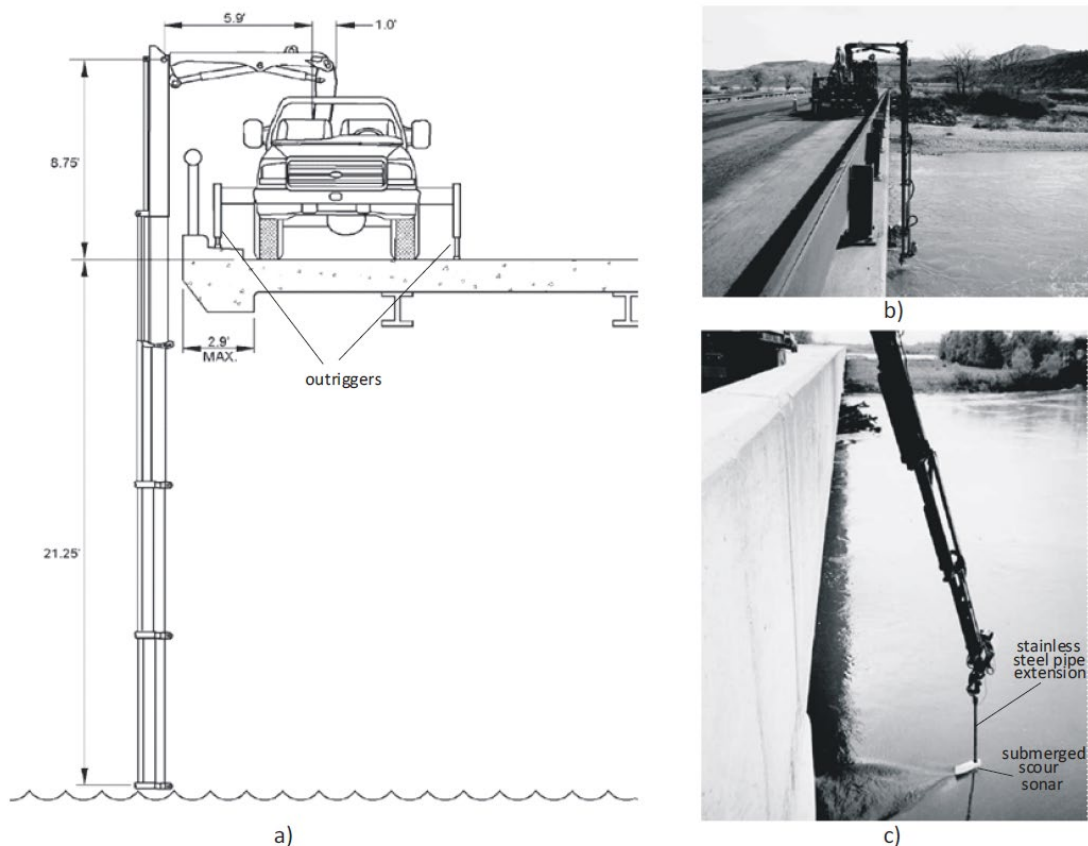 5.9'
1.0'
8.75'
2.9'
MAX.
outriggers
21.25'
a)
b)
stainless
steel pipe
extension
submerged
scour
sonar
c)